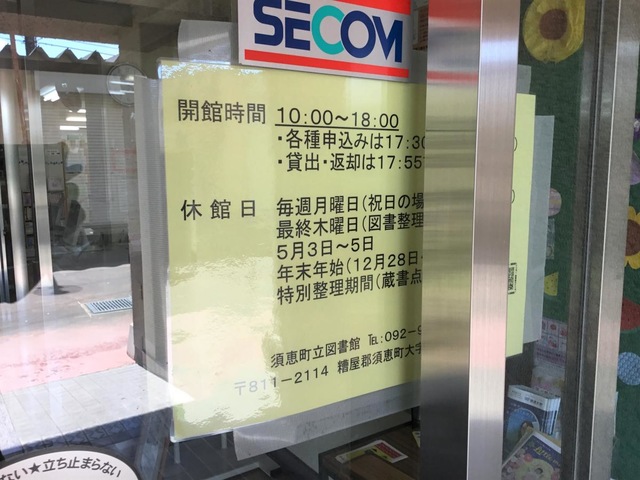 SECOM
開館時間 10:00～18:00
・各種申込みは17:30
・貸出・返却は17:55
休館日 毎週月曜日(祝日の場
最終木曜日(図書整理
5月3日～5日
年末年始(12月28日
特別整理期間(蔵書点
須恵町立図書館 TEL:092-9
〒811-2114 糟屋郡須恵町大字
ない★立ち止まらない